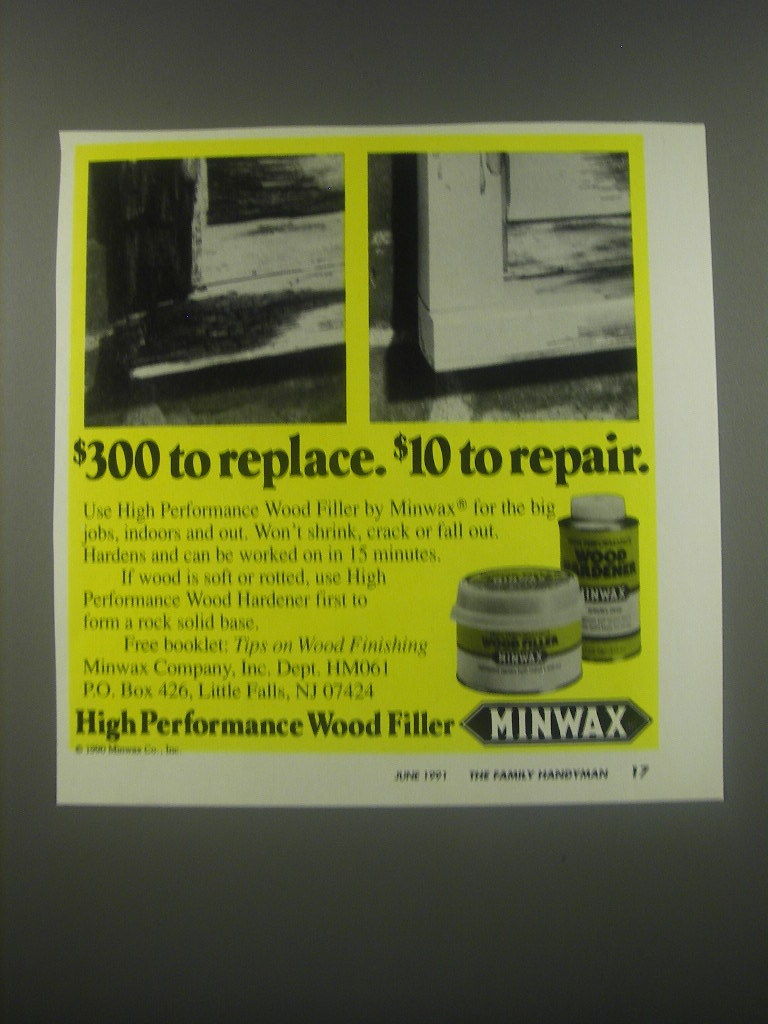 $300 to replace. $10 to repair.
Use High Performance Wood Filler by Minwax® for the big
jobs, indoors and out. Won't shrink, crack or fall out.
Hardens and can be worked on in 15 minutes.
If wood is soft or rotted, use High
Performance Wood Hardener first to
form a rock solid base.
Free booklet: Tips on Wood Finishing
Minwax Company, Inc. Dept. HM061
P.O. Box 426, Little Falls, NJ 07424
WOOD
HARDENER
MINWAX
WOOD FILLER
MINWAX
High Performance Wood Filler
MINWAX
© 1990 Minwax Co., Inc.
JUNE 1991 THE FAMILY HANDYMAN 17